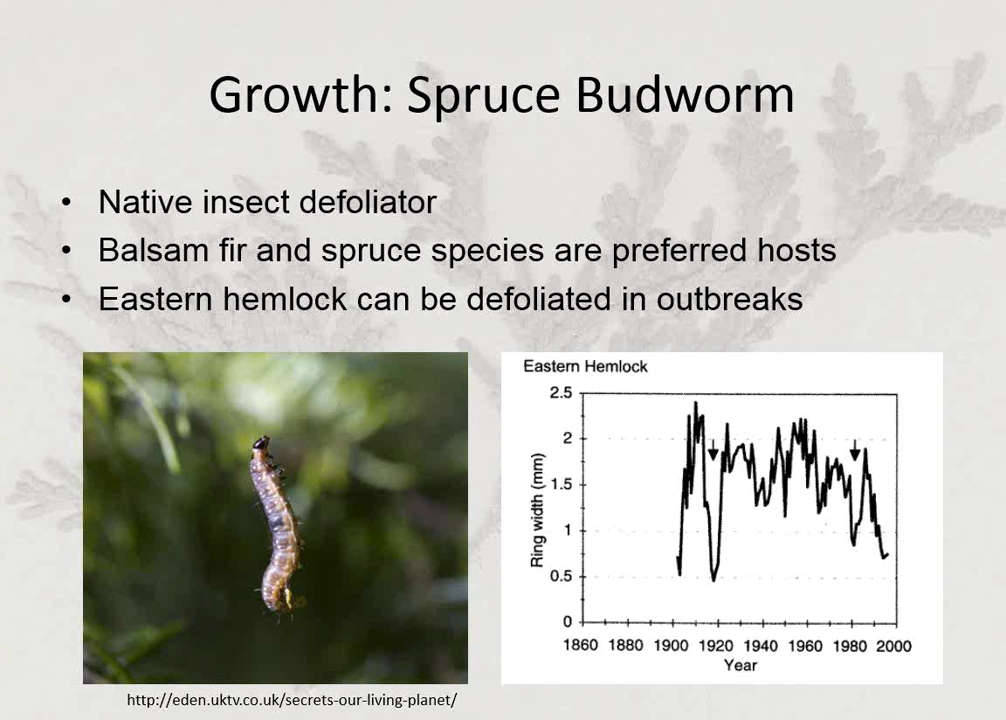 Growth: Spruce Budworm
• Native insect defoliator
• Balsam fir and spruce species are preferred hosts
• Eastern hemlock can be defoliated in outbreaks
Eastern Hemlock
2.5
2
1.5
1
0.5
0
Ring width (mm)
1860 1880 1900 1920 1940 1960 1980 2000
Year
http://eden.uktv.co.uk/secrets-our-living-planet/